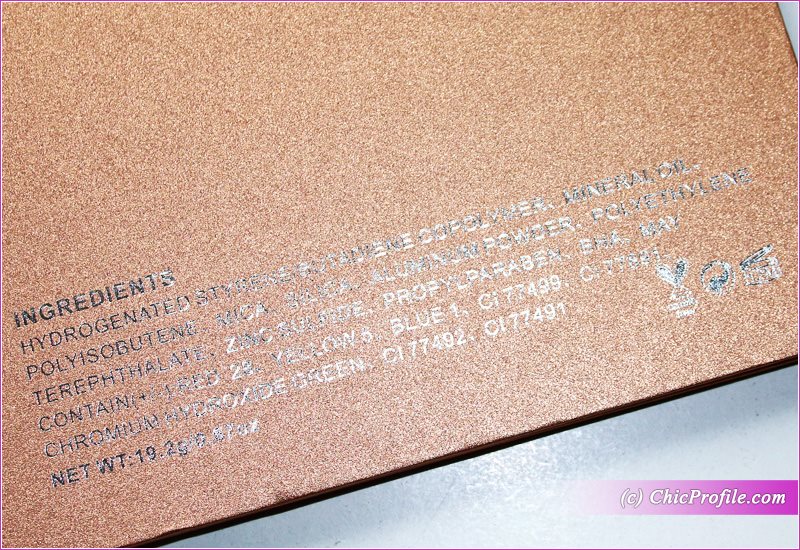 INGREDIENTS
HYDROGENATED STYRENE BUTADIENE COPOLYMER、MINERAL OIL、
POLYISOBUTENE、MICA、SILICA、ALUMINUM POWDER、POLYETHYLENE
TEREPHTHALATE、ZINC SULFIDE、PROPYLPARABEN、BHA、MAY
CONTAIN(+/-)RED 28、YELLOW 5、BLUE 1、CI 77499、CI 77891
CHROMIUM HYDROXIDE GREEN、CI 77492、CI 77491
NET WT:19.2g/0.67oz
(c) ChicProfile.com